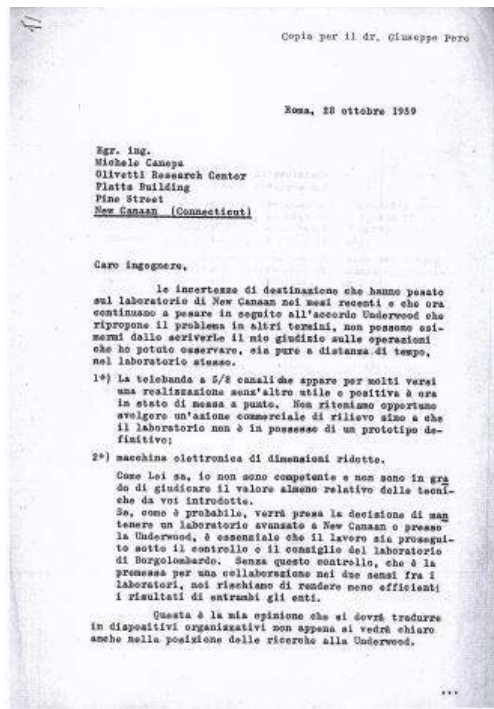 Copia per il dr. Giuseppe Pero
Roma, 28 ottobre 1959
Egr. ing.
Michele Canepa
Olivetti Research Center
Platts Building
Pine Street
New Canaan (Connecticut)
Caro ingegnere,
le incertezze di destinazione che hanno pesato
sul laboratorio di New Canaan nei mesi recenti e che ora
continuano a pesare in seguito all'accordo Underwood che
ripropone il problema in altri termini, non possono esi-
mermi dallo scriverle il mio giudizio sulle operazioni
che ho potuto osservare, sia pure a distanza di tempo,
nel laboratorio stesso.
1°) La telebanda a 5/8 canali che appare per molti versi
una realizzazione senz'altro utile e positiva è ora
in stato di messa a punto. Non riteniamo opportuno
svolgere un'azione commerciale di rilievo sino a che
il laboratorio non è in possesso di un prototipo de-
finitivo;
2°) macchina elettronica di dimensioni ridotte.
Come Lei sa, io non sono competente e non sono in gra
do di giudicare il valore almeno relativo delle tecni-
che da voi introdotte.
Se, come è probabile, verrà presa la decisione di man
tenere un laboratorio avanzato a New Canaan o presso
la Underwood, è essenziale che il lavoro sia prosegui-
to sotto il controllo e il consiglio del laboratorio
di Borgolombardo. Senza questo controllo, che è la
premessa per una collaborazione nei due sensi fra i
laboratori, noi rischiamo di rendere meno efficienti
i risultati di entrambi gli enti.
Questa è la mia opinione che si dovrà tradurre
in dispositivi organizzativi non appena si vedrà chiaro
anche nella posizione delle ricerche alla Underwood.
...